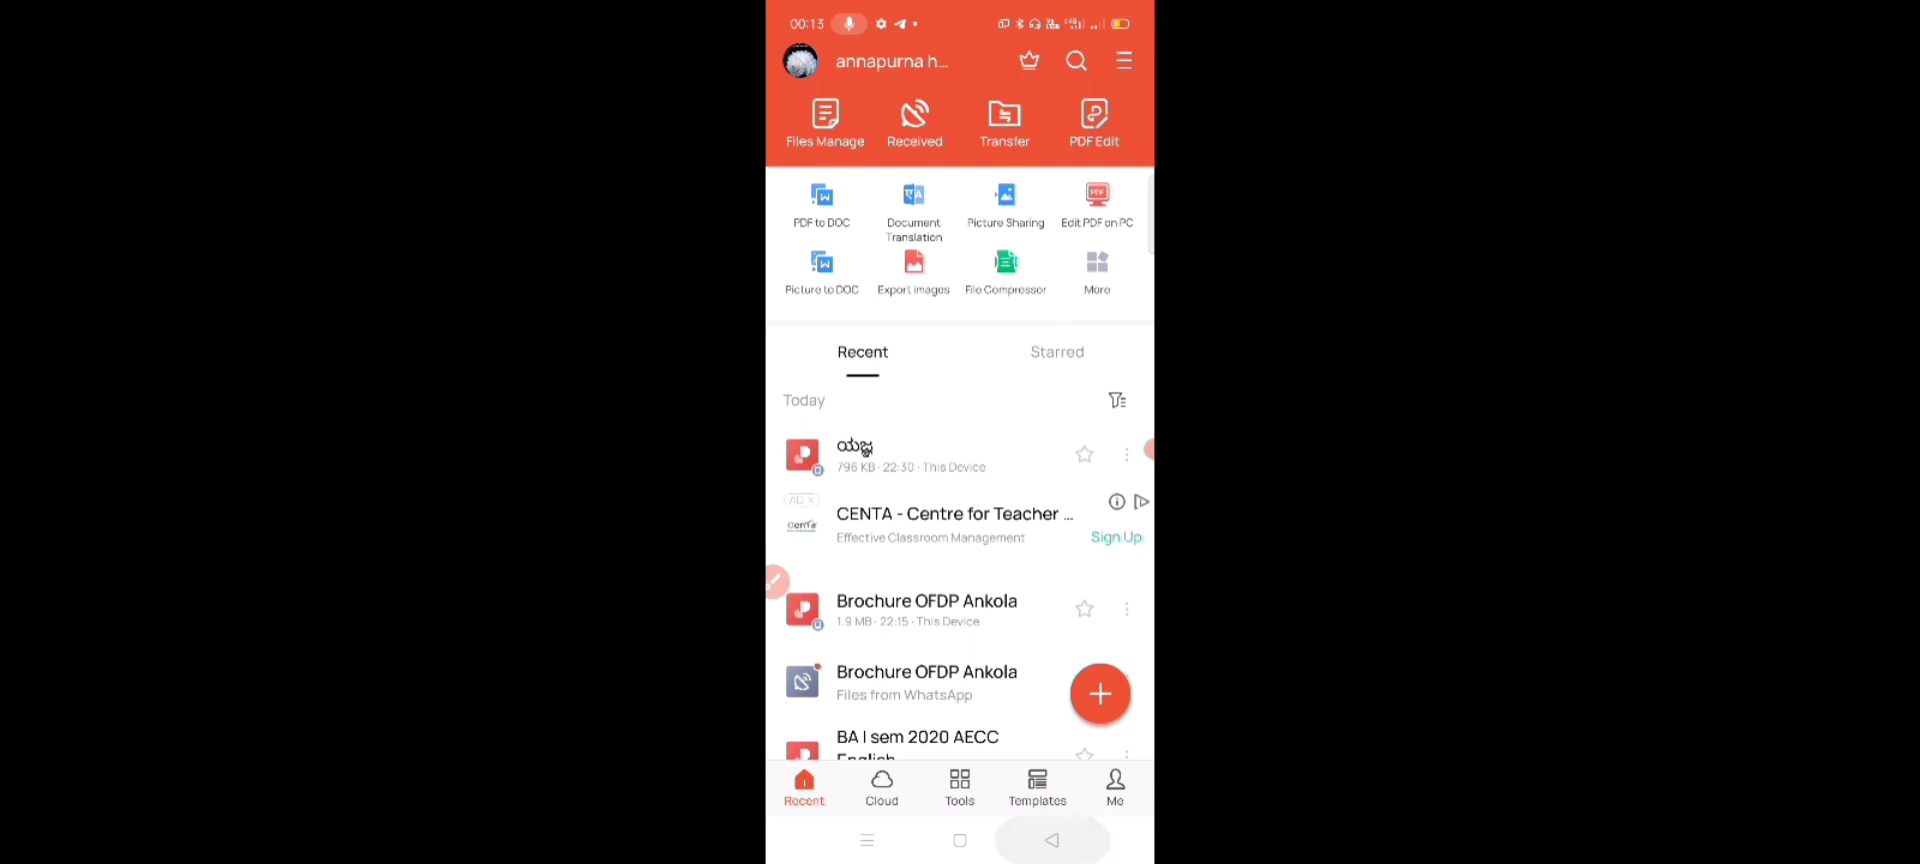 00:13
annapurna h...
Files Manage
Received
Transfer
PDF Edit
PDF to DOC
Document
Translation
Picture Sharing
Edit PDF on PC
Picture to DOC
Export images
File Compressor
More
Recent
Starred
Today
ಯಜ್ಞ
796 KB · 22:30 · This Device
AD ×
centa
CENTA - Centre for Teacher ...
Effective Classroom Management
Sign Up
Brochure OFDP Ankola
1.9 MB · 22:15 · This Device
Brochure OFDP Ankola
Files from WhatsApp
BA I sem 2020 AECC
English
Recent
Cloud
Tools
Templates
Me